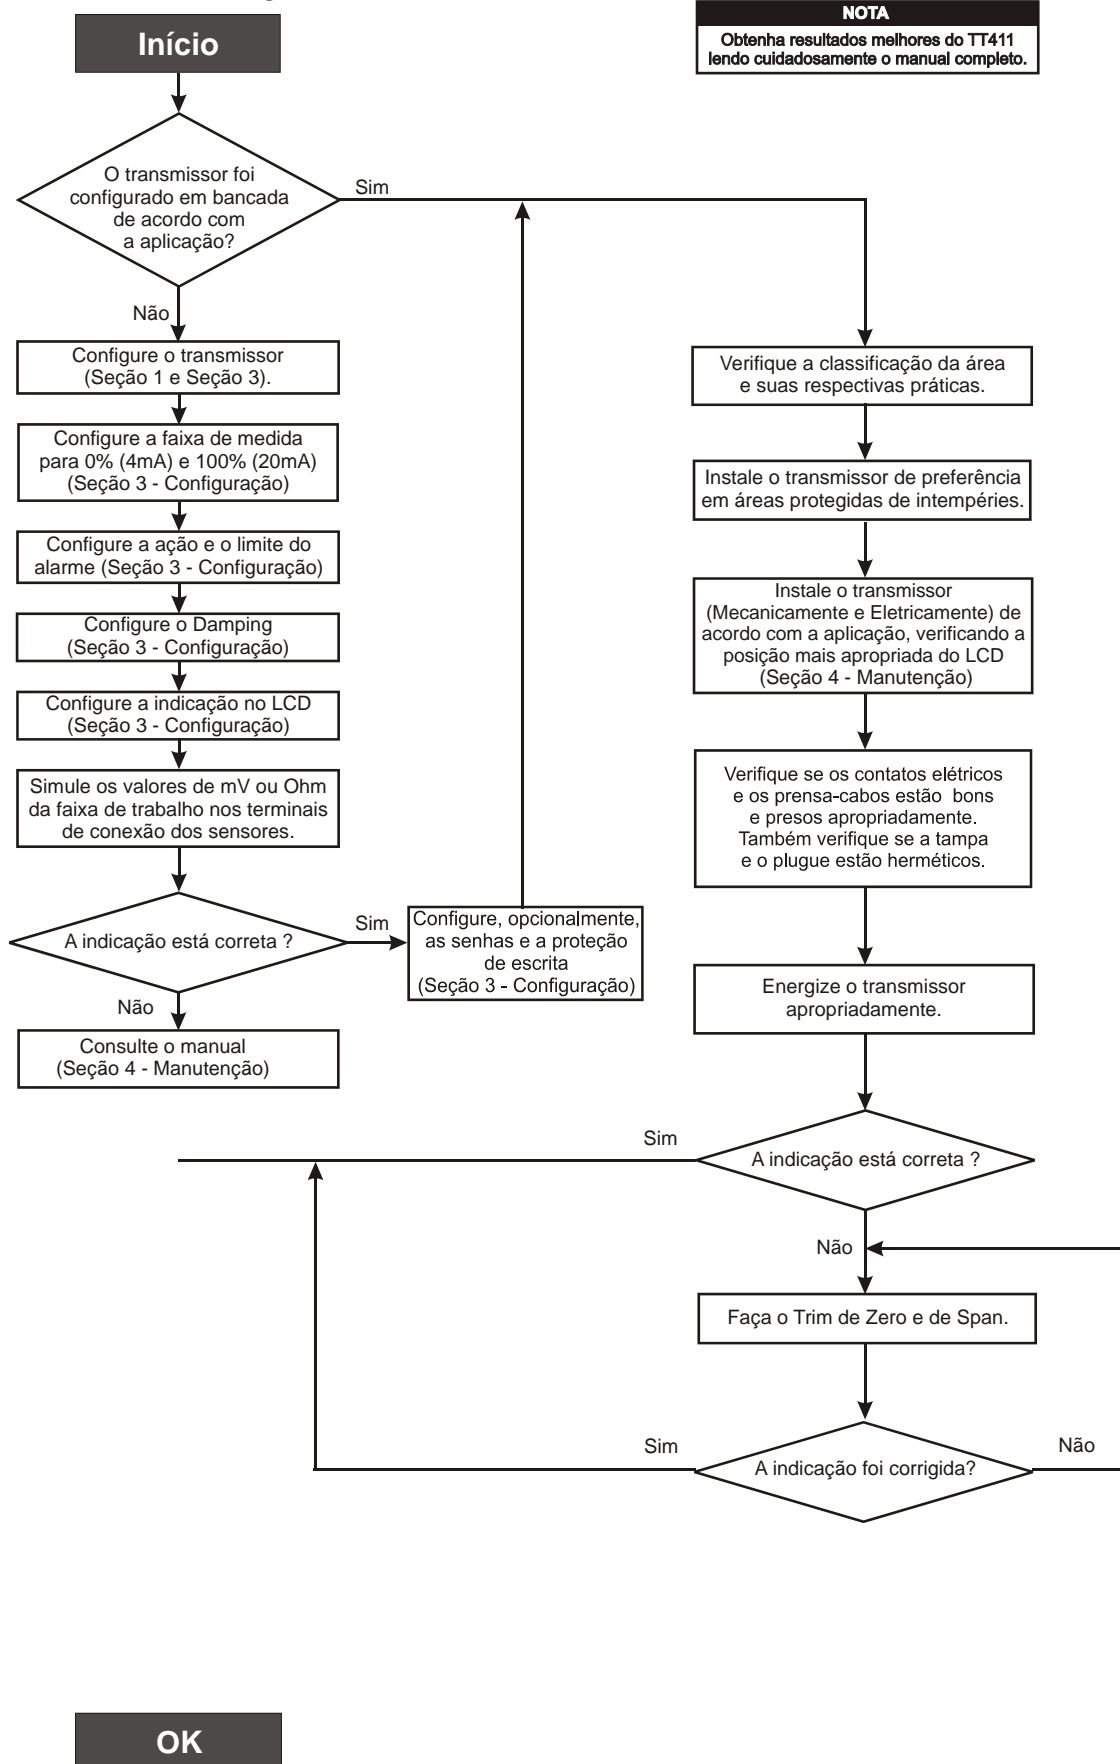 Início
NOTA
Obtenha resultados melhores do TT411
lendo cuidadosamente o manual completo.
O transmissor foi
configurado em bancada
de acordo com
a aplicação?
Sim
Não
Configure o transmissor
(Seção 1 e Seção 3).
Configure a faixa de medida
para 0% (4mA) e 100% (20mA)
(Seção 3 - Configuração)
Configure a ação e o limite do
alarme (Seção 3 - Configuração)
Configure o Damping
(Seção 3 - Configuração)
Configure a indicação no LCD
(Seção 3 - Configuração)
Simule os valores de mV ou Ohm
da faixa de trabalho nos terminais
de conexão dos sensores.
A indicação está correta ?
Sim
Configure, opcionalmente,
as senhas e a proteção
de escrita
(Seção 3 - Configuração)
Não
Consulte o manual
(Seção 4 - Manutenção)
Verifique a classificação da área
e suas respectivas práticas.
Instale o transmissor de preferência
em áreas protegidas de intempéries.
Instale o transmissor
(Mecanicamente e Eletricamente) de
acordo com a aplicação, verificando a
posição mais apropriada do LCD
(Seção 4 - Manutenção)
Verifique se os contatos elétricos
e os prensa-cabos estão bons
e presos apropriadamente.
Também verifique se a tampa
e o plugue estão herméticos.
Energize o transmissor
apropriadamente.
Sim
A indicação está correta ?
Não
Faça o Trim de Zero e de Span.
Sim
A indicação foi corrigida?
Não
OK